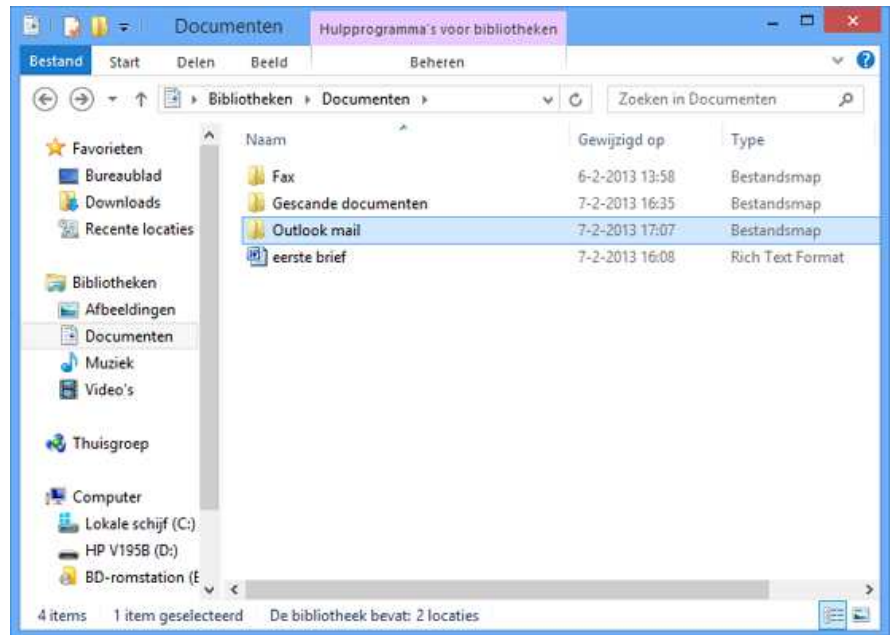 Documenten
Hulpprogramma's voor bibliotheken
Bestand Start Delen Beeld Beheren
Bibliotheken Documenten
Zoeken in Documenten
Favorieten
Bureaublad
Downloads
Recente locaties
Bibliotheken
Afbeeldingen
Documenten
Muziek
Video's
Thuisgroep
Computer
Lokale schijf (C:)
HP V195B (D:)
BD-romstation (E
Naam Gewijzigd op Type
Fax 6-2-2013 13:58 Bestandsmap
Gescande documenten 7-2-2013 16:35 Bestandsmap
Outlook mail 7-2-2013 17:07 Bestandsmap
eerste brief 7-2-2013 16:08 Rich Text Format
4 items 1 item geselecteerd De bibliotheek bevat: 2 locaties